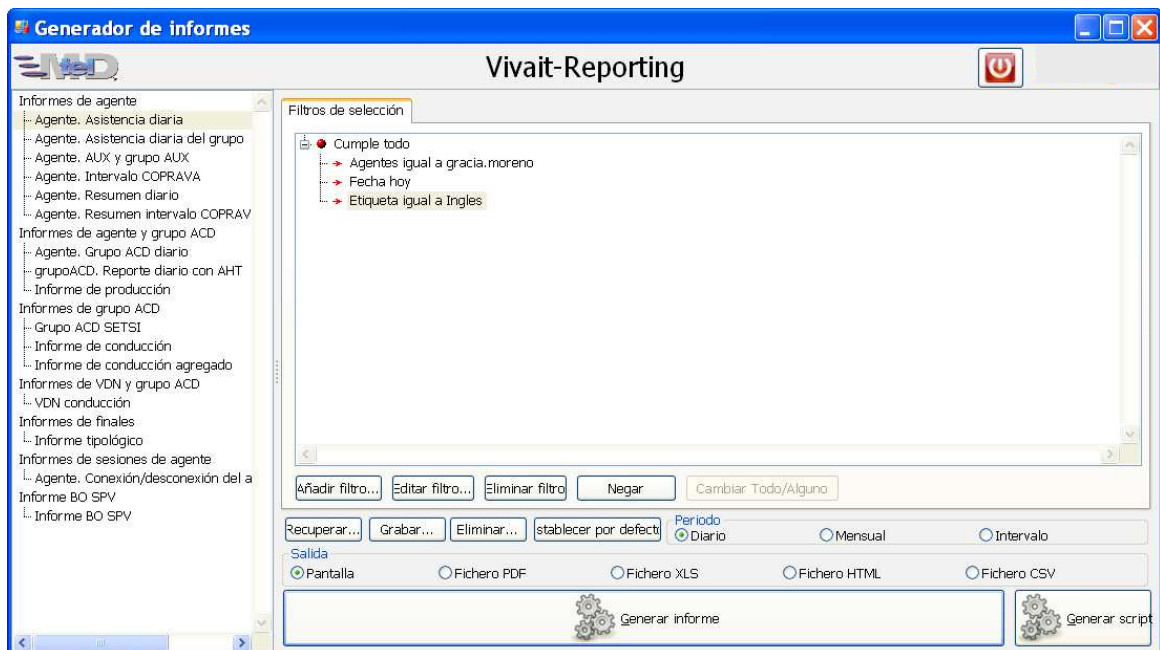 Generador de informes
MteD
Vivait-Reporting
Informes de agente
Agente. Asistencia diaria
Agente. Asistencia diaria del grupo
Agente. AUX y grupo AUX
Agente. Intervalo COPRAVA
Agente. Resumen diario
Agente. Resumen intervalo COPRAV
Informes de agente y grupo ACD
Agente. Grupo ACD diario
grupoACD. Reporte diario con AHT
Informe de producción
Informes de grupo ACD
Grupo ACD SETSI
Informe de conducción
Informe de conducción agregado
Informes de VDN y grupo ACD
VDN conducción
Informes de finales
Informe tipológico
Informes de sesiones de agente
Agente. Conexión/desconexión del a
Informe BO SPV
Informe BO SPV
Filtros de selección
Cumple todo
Agentes igual a gracia.moreno
Fecha hoy
Etiqueta igual a Ingles
Añadir filtro... Editar filtro... Eliminar filtro Negar Cambiar Todo/Alguno
Recuperar... Grabar... Eliminar... stablecer por defecto
Periodo
Diario Mensual Intervalo
Salida
Pantalla Fichero PDF Fichero XLS Fichero HTML Fichero CSV
Generar informe Generar script